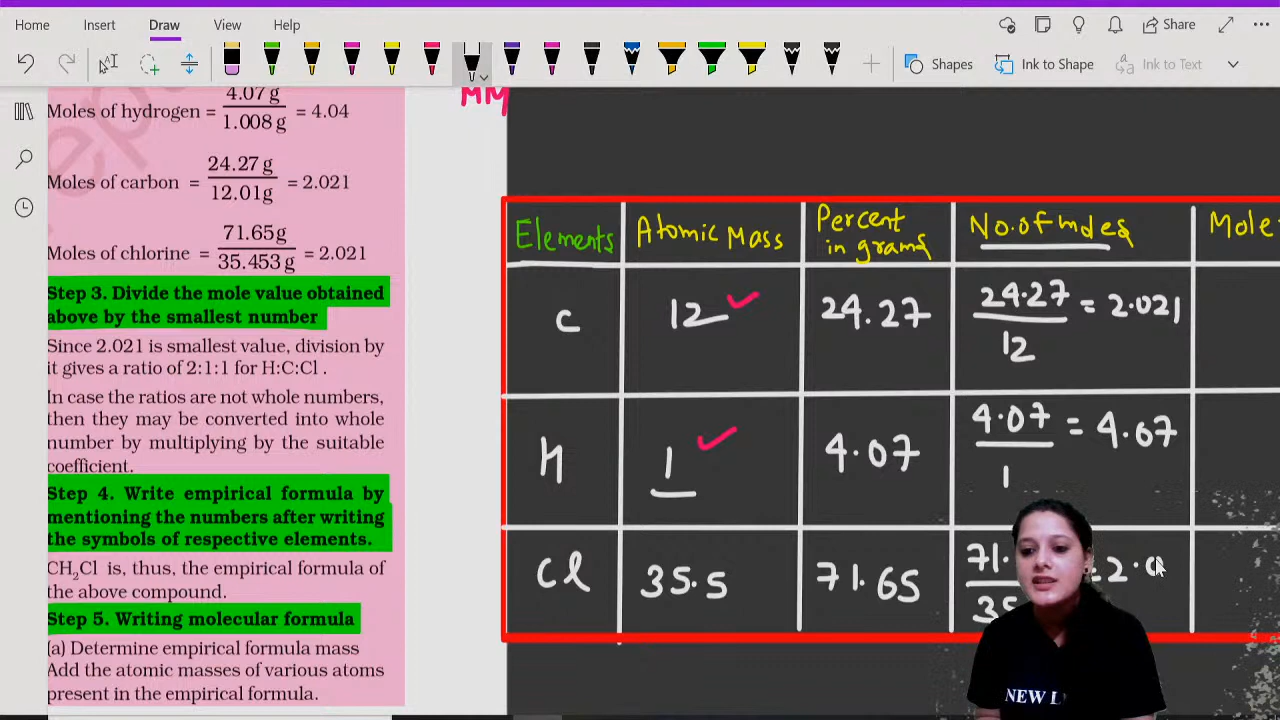 Home Insert Draw View Help
Share
Shapes Ink to Shape Ink to Text
Moles of hydrogen = 4.07 g / 1.008 g = 4.04
Moles of carbon = 24.27 g / 12.01g = 2.021
Moles of chlorine = 71.65g / 35.453 g = 2.021
Step 3. Divide the mole value obtained
above by the smallest number
Since 2.021 is smallest value, division by
it gives a ratio of 2:1:1 for H:C:Cl .
In case the ratios are not whole numbers,
then they may be converted into whole
number by multiplying by the suitable
coefficient.
Step 4. Write empirical formula by
mentioning the numbers after writing
the symbols of respective elements.
CH₂Cl is, thus, the empirical formula of
the above compound.
Step 5. Writing molecular formula
(a) Determine empirical formula mass
Add the atomic masses of various atoms
present in the empirical formula.
MM
Elements Atomic Mass Percent in grams No. of moles Mole
C 12 24.27 24.27 / 12 = 2.021
H 1 4.07 4.07 / 1 = 4.07
Cl 35.5 71.65 71. 35 = 2.0
NEW